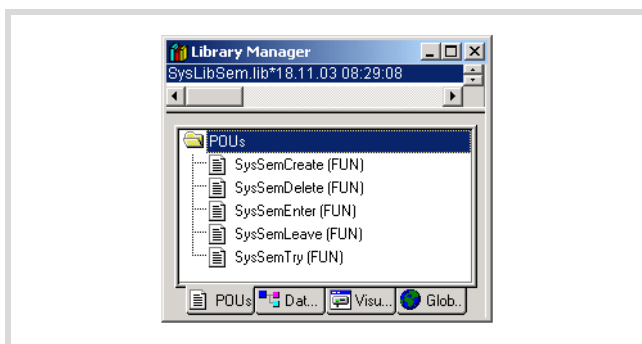 Library Manager
SysLibSem.lib*18.11.03 08:29:08
POUs
SysSemCreate (FUN)
SysSemDelete (FUN)
SysSemEnter (FUN)
SysSemLeave (FUN)
SysSemTry (FUN)
POUs Dat... Visu... Glob..